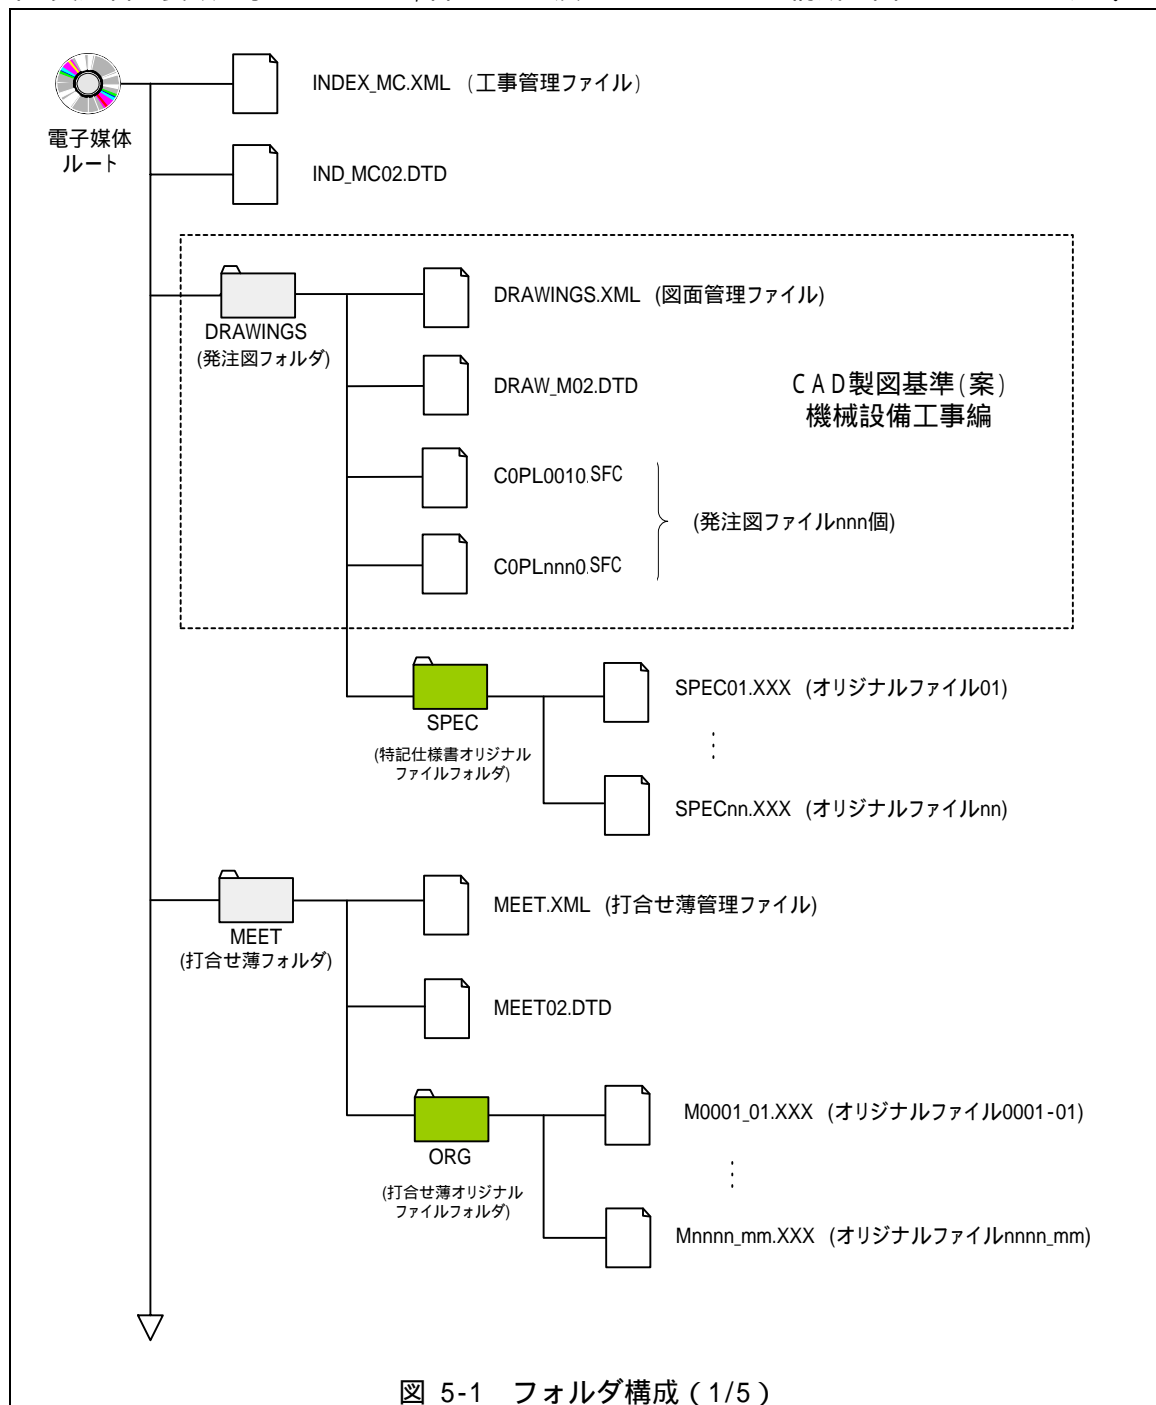 INDEX_MC.XML (工事管理ファイル)
電子媒体
ルート
IND_MC02.DTD
DRAWINGS.XML (図面管理ファイル)
DRAWINGS
(発注図フォルダ)
DRAW_M02.DTD
CAD製図基準(案)
機械設備工事編
C0PL0010.SFC
(発注図ファイルnnn個)
C0PLnnn0.SFC
SPEC01.XXX (オリジナルファイル01)
SPEC
(特記仕様書オリジナル
ファイルフォルダ)
SPECnn.XXX (オリジナルファイルnn)
MEET.XML (打合せ薄管理ファイル)
MEET
(打合せ薄フォルダ)
MEET02.DTD
M0001_01.XXX (オリジナルファイル0001-01)
ORG
(打合せ薄オリジナル
ファイルフォルダ)
Mnnnn_mm.XXX (オリジナルファイルnnnn_mm)
図 5-1 フォルダ構成(1/5)